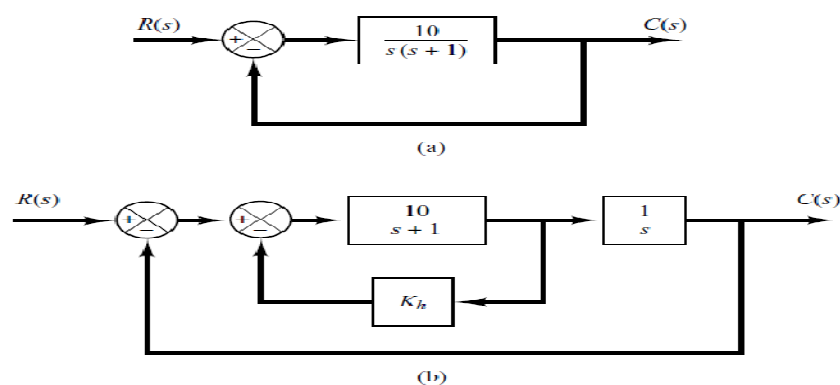 R(s)
+
−
10
s(s + 1)
C(s)
(a)
R(s)
+
−
+
−
10
s + 1
1
s
C(s)
K_h
(b)